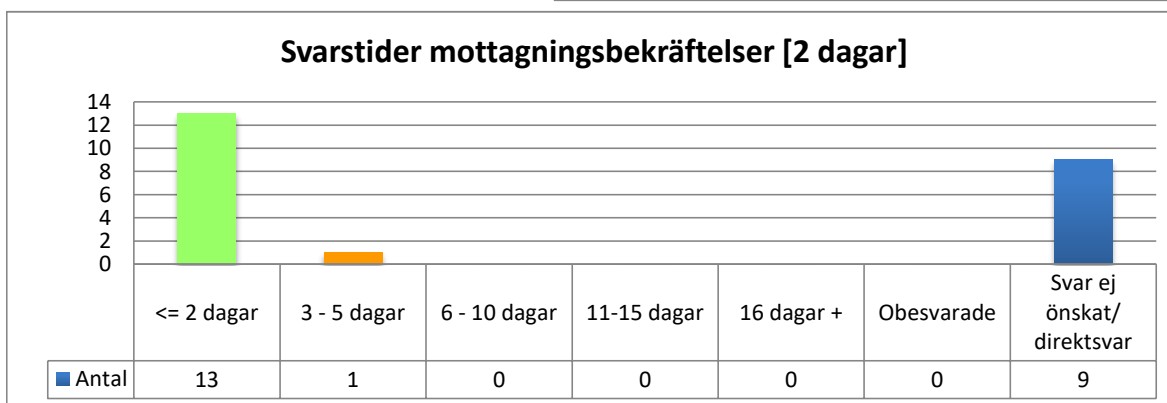 Svarstider mottagningsbekräftelser [2 dagar]
14
12
10
8
6
4
2
0
<= 2 dagar 3 - 5 dagar 6 - 10 dagar 11-15 dagar 16 dagar + Obesvarade Svar ej
önskat/
direktsvar
Antal 13 1 0 0 0 0 9